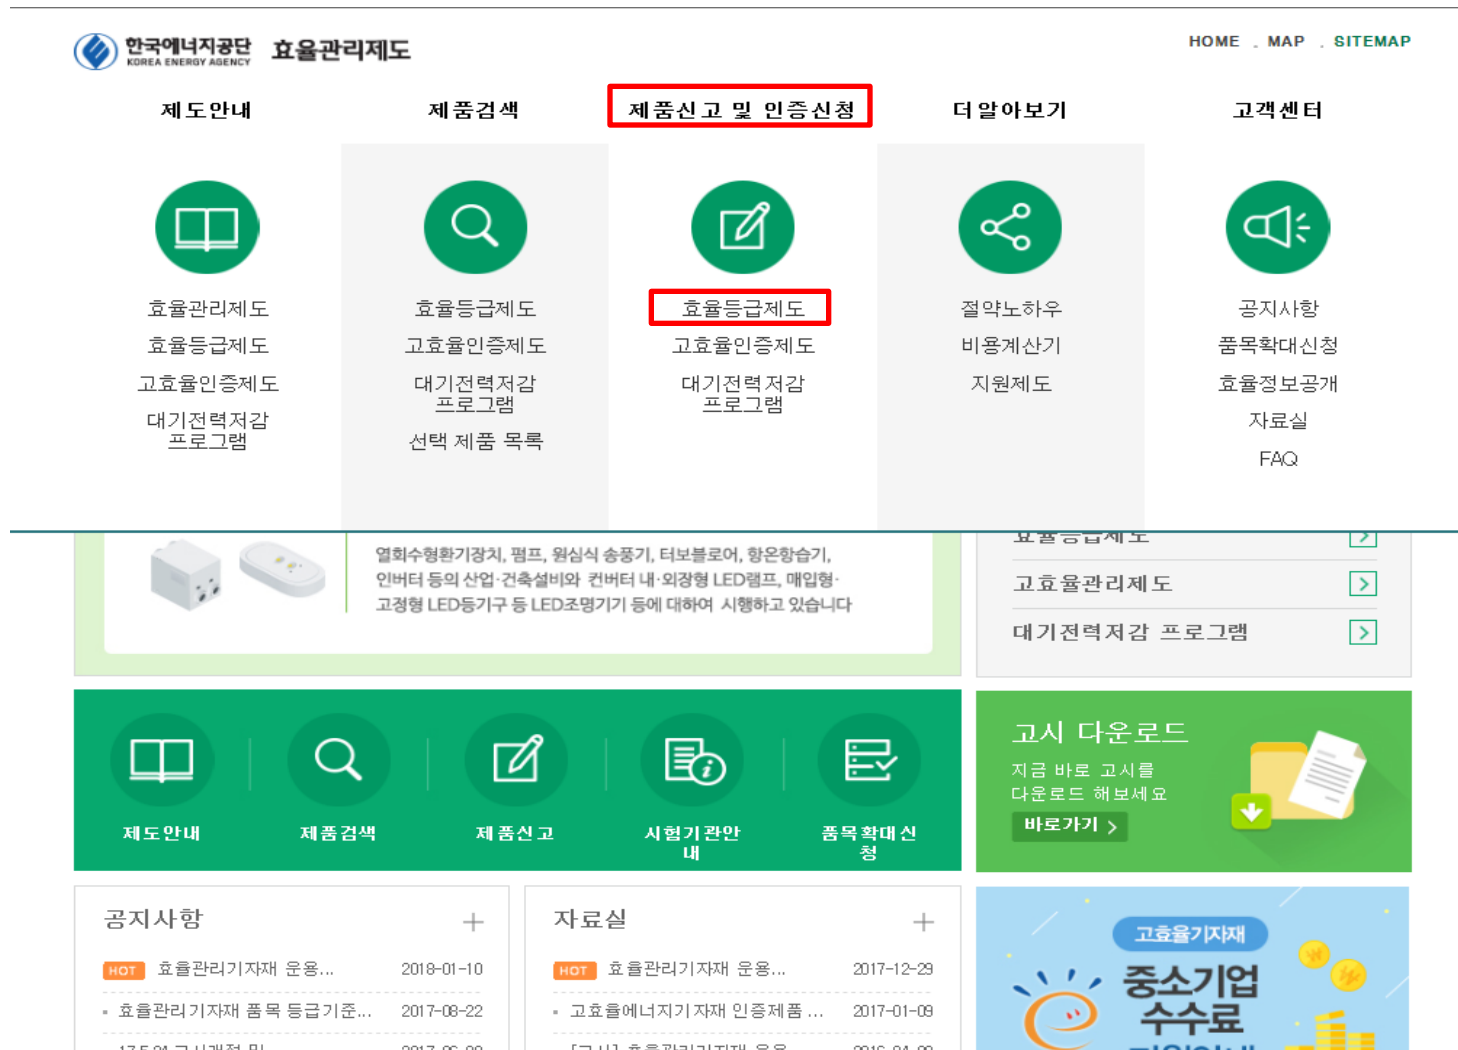 한국에너지공단 효율관리제도
KOREA ENERGY AGENCY
HOME . MAP . SITEMAP
제도안내
제품검색
제품신고 및 인증신청
더알아보기
고객센터
효율관리제도
효율등급제도
고효율인증제도
대기전력저감
프로그램
효율등급제도
고효율인증제도
대기전력저감
프로그램
선택 제품 목록
효율등급제도
고효율인증제도
대기전력저감
프로그램
절약노하우
비용계산기
지원제도
공지사항
품목확대신청
효율정보공개
자료실
FAQ
열회수형환기장치, 펌프, 원심식 송풍기, 터보블로어, 항온항습기,
인버터 등의 산업·건축설비와 컨버터 내·외장형 LED램프, 매입형·
고정형 LED등기구 등 LED조명기기 등에 대하여 시행하고 있습니다
효율등급제도
고효율관리제도
대기전력저감 프로그램
제도안내
제품검색
제품신고
시험기관안
내
품목확대신
청
고시 다운로드
지금 바로 고시를
다운로드 해보세요
바로가기 >
공지사항
HOT 효율관리기자재 운용... 2018-01-10
효율관리기자재 품목 등급기준... 2017-08-22
자료실
HOT 효율관리기자재 운용... 2017-12-29
고효율에너지기자재 인증제품 ... 2017-01-09
고효율기자재
중소기업
수수료